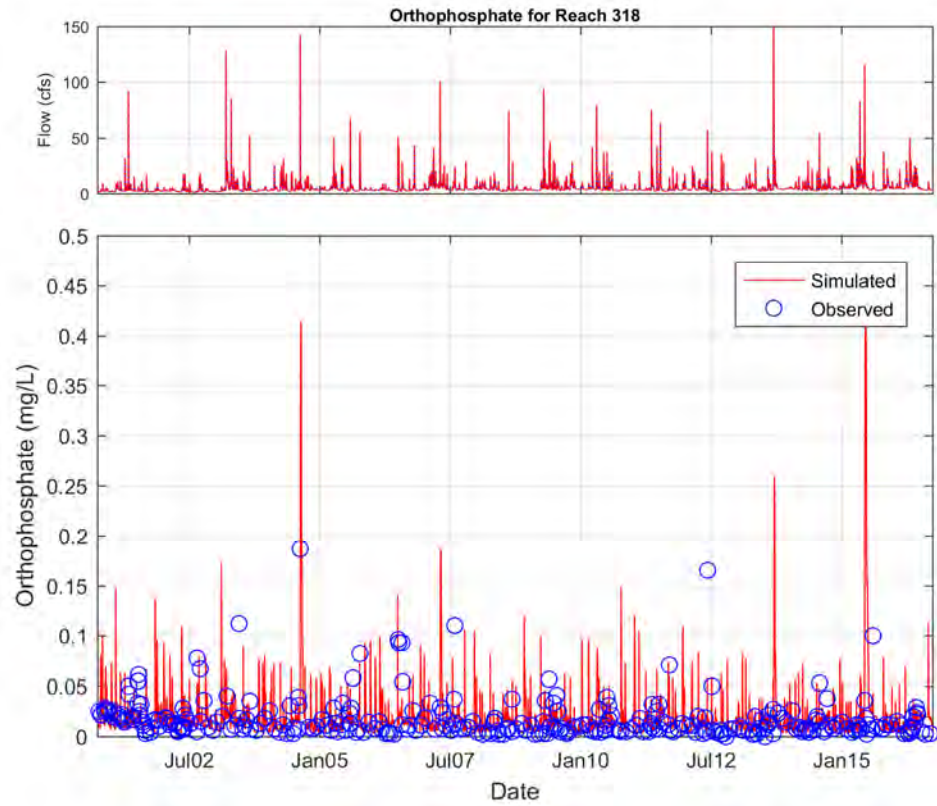 Orthophosphate for Reach 318
150
100
50
0
Flow (cfs)
0.5
0.45
0.4
0.35
0.3
0.25
0.2
0.15
0.1
0.05
0
Orthophosphate (mg/L)
Simulated
Observed
Jul02
Jan05
Jul07
Jan10
Jul12
Jan15
Date